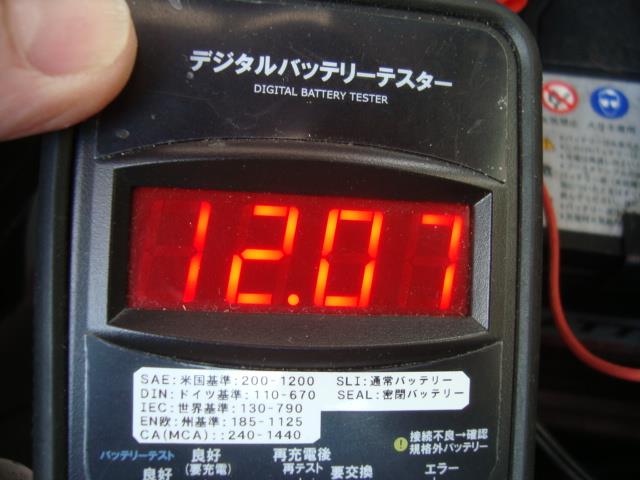 デジタルバッテリーテスター
DIGITAL BATTERY TESTER
12.07
SAE:米国基準:200-1200 SLI:通常バッテリー
DIN:ドイツ基準:110-670 SEAL:密閉バッテリー
IEC:世界基準:130-790
EN欧:州基準:185-1125
CA(MCA)::240-1440
! 接続不良→確認
規格外バッテリー
バッテリーテスト 良好 再充電後
良好 (要充電) 再テスト 要交換 エラー